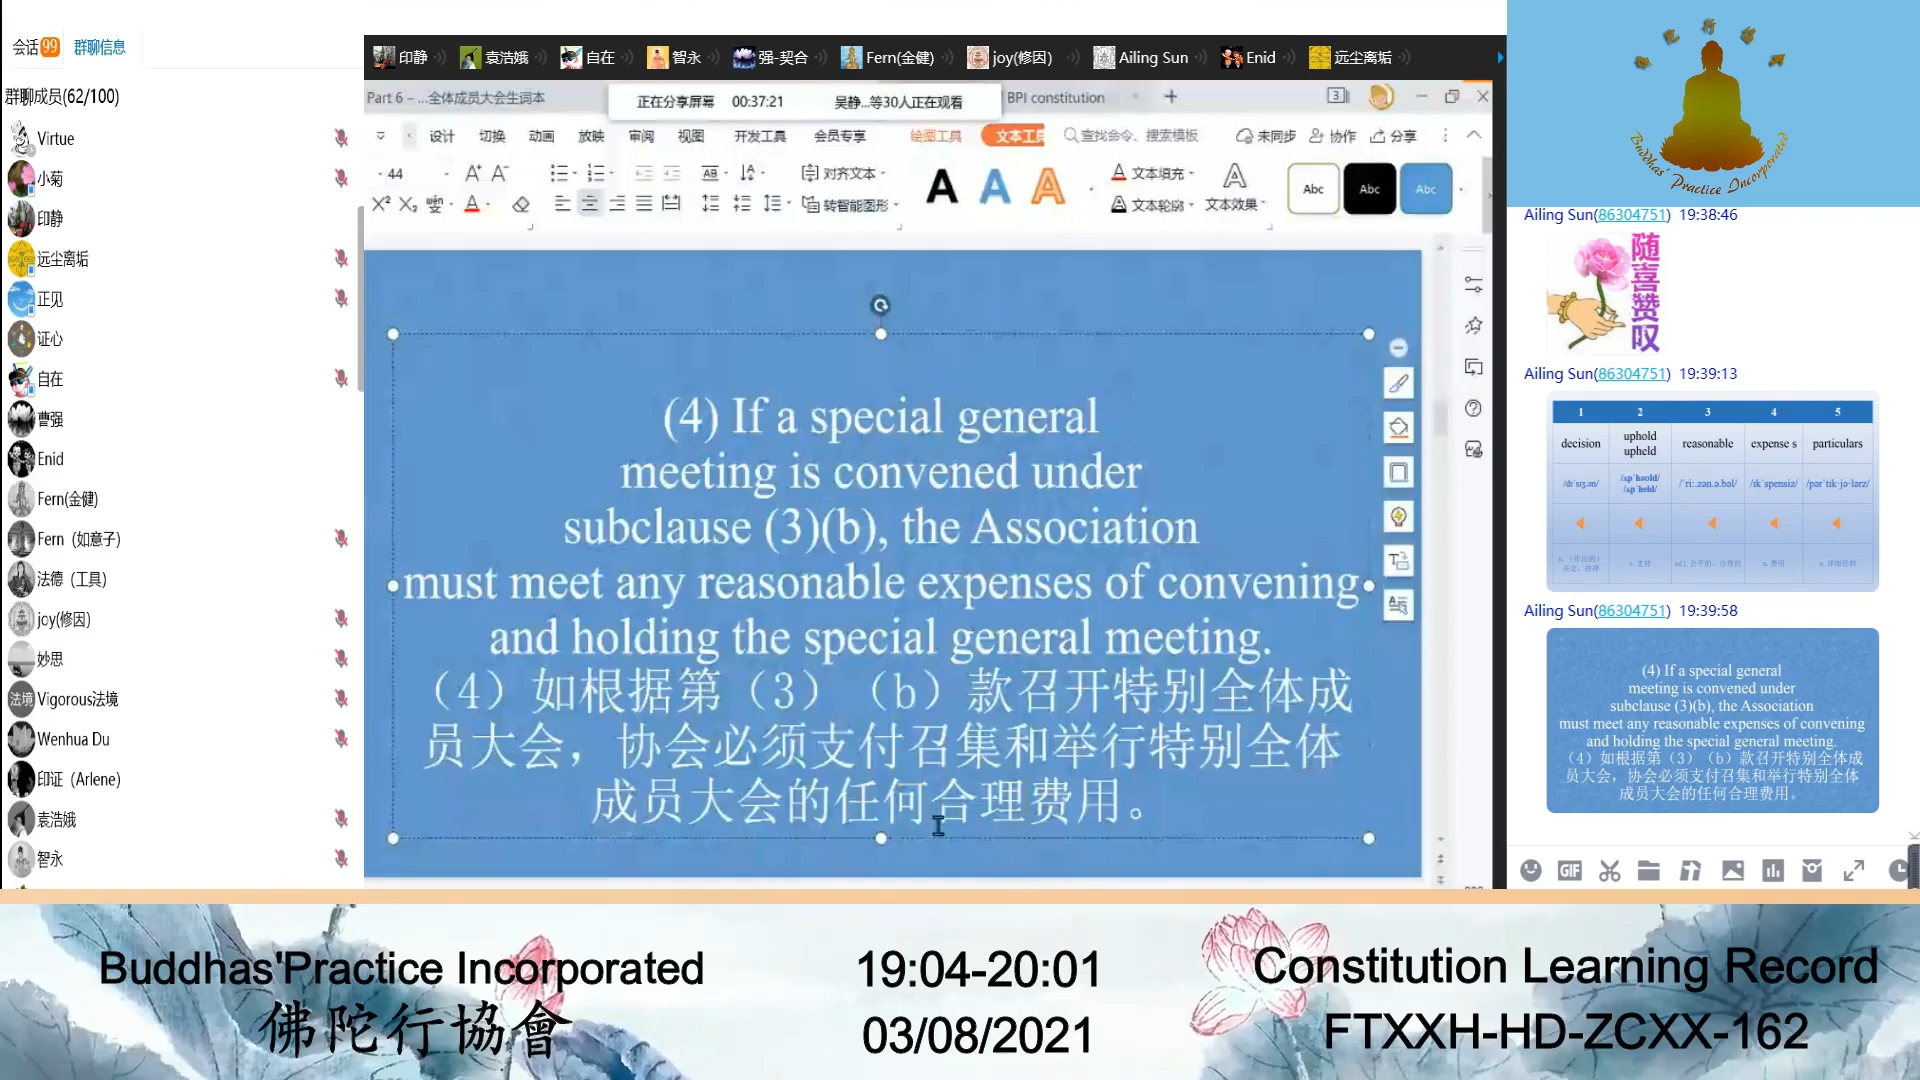 会话 99 群聊信息
群聊成员(62/100)
Virtue
小菊
印静
远尘离垢
正见
证心
自在
曹强
Enid
Fern(金健)
Fern（如意子）
法德（工具）
joy(修因)
妙思
法境 Vigorous法境
Wenhua Du
印证（Arlene）
袁浩娥
智永
印静 袁浩娥 自在 智永 强-契合 Fern(金健) joy(修因) Ailing Sun Enid 远尘离垢
Part 6 – ...全体成员大会生词本 正在分享屏幕 00:37:21 吴静...等30人正在观看 BPI constitution + 3
设计 切换 动画 放映 审阅 视图 开发工具 会员专享 绘图工具 文本工具 查找命令、搜索模板 未同步 协作 分享
44 A+ A- 对齐文本 A A A 文本填充 Abc Abc Abc
X² X₂ 转智能图形 文本轮廓 文本效果
(4) If a special general
meeting is convened under
subclause (3)(b), the Association
must meet any reasonable expenses of convening
and holding the special general meeting.
（4）如根据第（3）（b）款召开特别全体成
员大会，协会必须支付召集和举行特别全体
成员大会的任何合理费用。
Buddhas' Practice Incorporated
Ailing Sun(86304751) 19:38:46
随喜赞叹
Ailing Sun(86304751) 19:39:13
1 2 3 4 5
decision uphold upheld reasonable expense s particulars
Ailing Sun(86304751) 19:39:58
(4) If a special general
meeting is convened under
subclause (3)(b), the Association
must meet any reasonable expenses of convening
and holding the special general meeting.
（4）如根据第（3）（b）款召开特别全体成
员大会，协会必须支付召集和举行特别全体
成员大会的任何合理费用。
GIF
Buddhas'Practice Incorporated
佛陀行協會
19:04-20:01
03/08/2021
Constitution Learning Record
FTXXH-HD-ZCXX-162